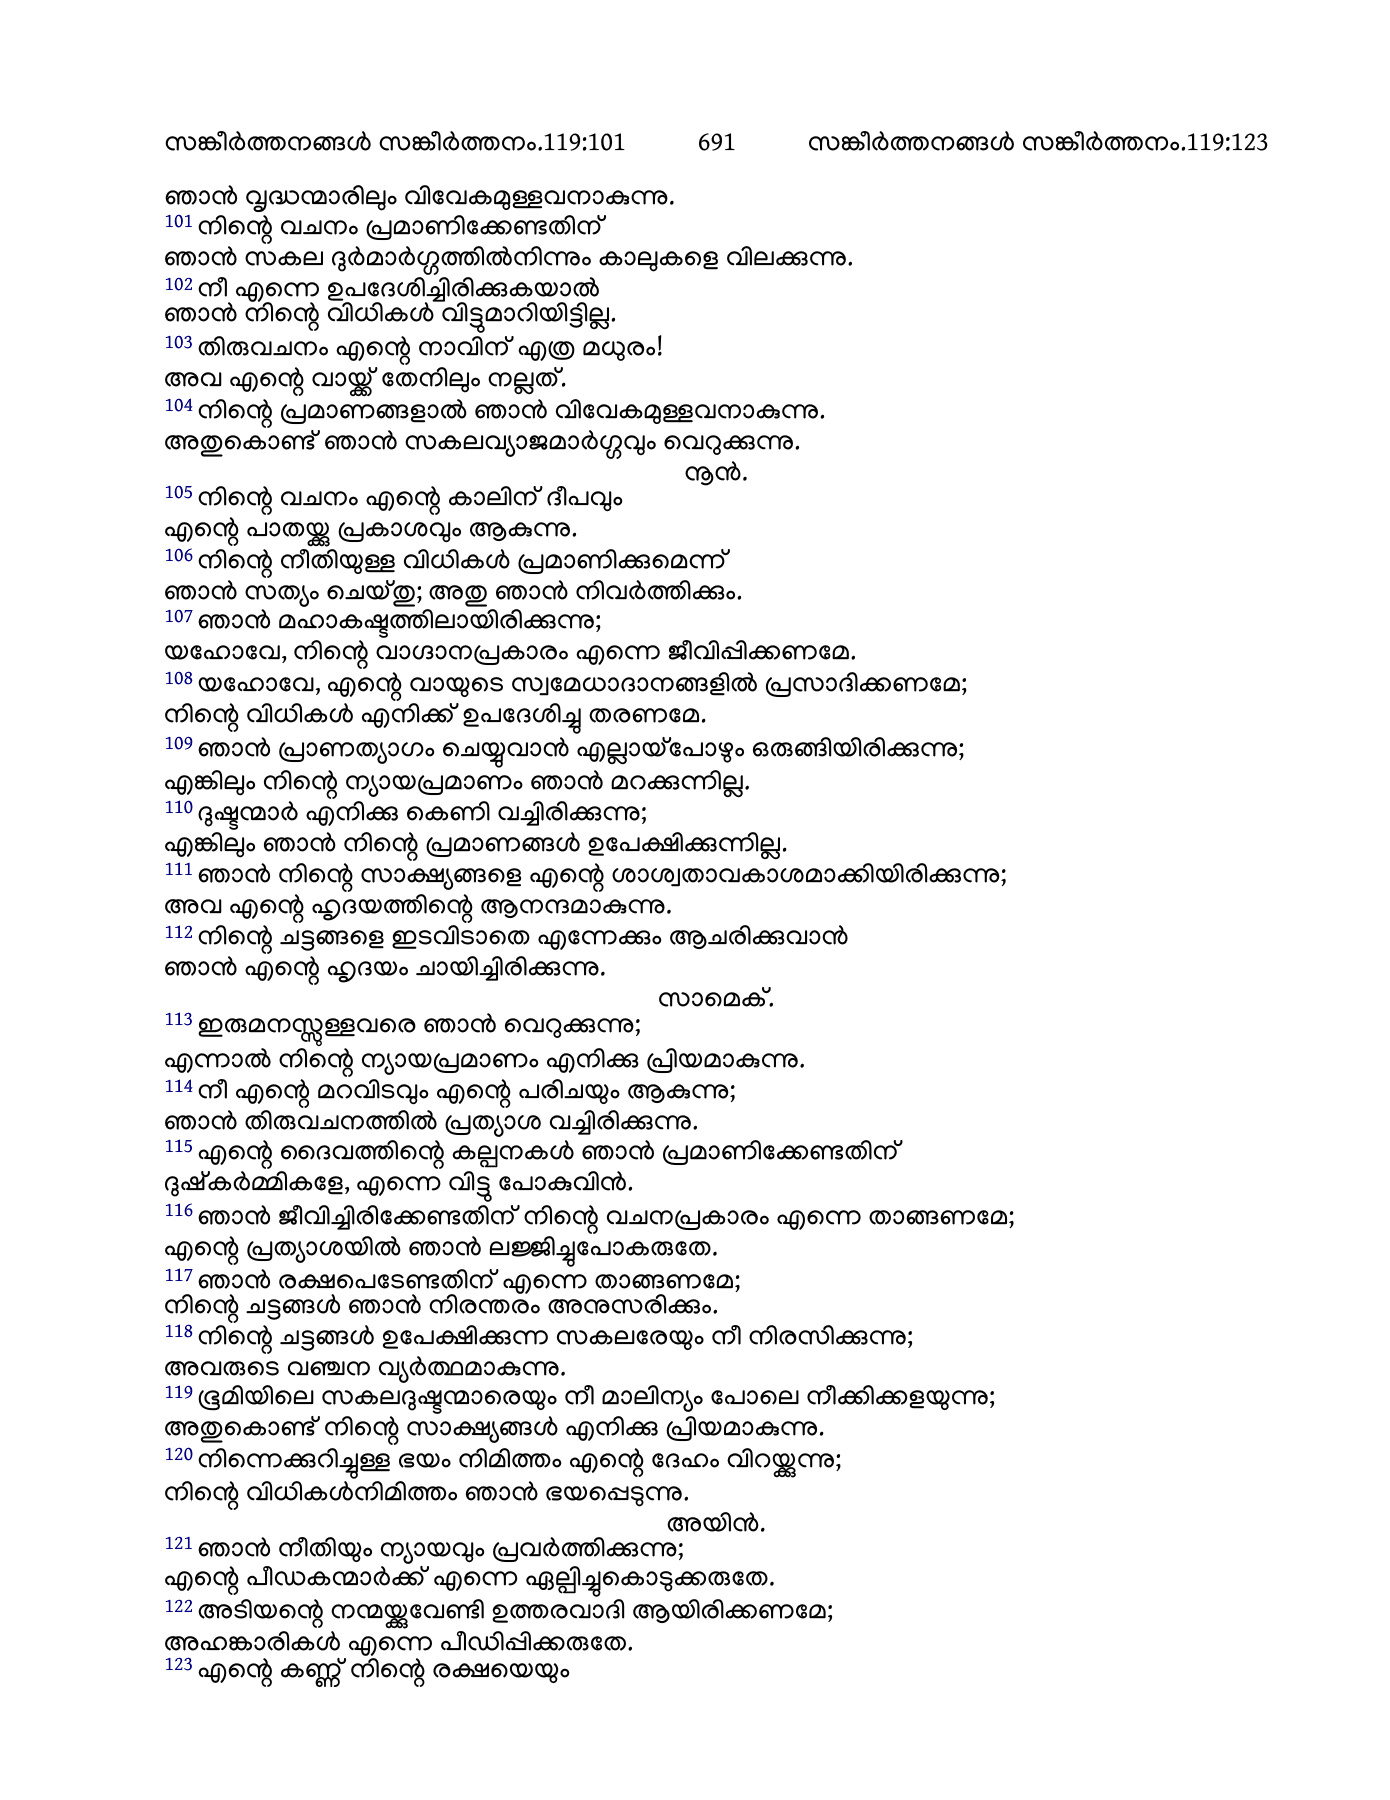 സങ്കീർത്തനങ്ങൾ സങ്കീർത്തനം.119:101 691 സങ്കീർത്തനങ്ങൾ സങ്കീർത്തനം.119:123
ഞാൻ വൃദ്ധന്മാരിലും വിവേകമുള്ളവനാകുന്നു.
101 നിന്റെ വചനം പ്രമാണിക്കേണ്ടതിന്
ഞാൻ സകല ദുർമാർഗ്ഗത്തിൽനിന്നും കാലുകളെ വിലക്കുന്നു.
102 നീ എന്നെ ഉപദേശിച്ചിരിക്കുകയാൽ
ഞാൻ നിന്റെ വിധികൾ വിട്ടുമാറിയിട്ടില്ല.
103 തിരുവചനം എന്റെ നാവിന് എത്ര മധുരം!
അവ എന്റെ വായ്ക്ക് തേനിലും നല്ലത്.
104 നിന്റെ പ്രമാണങ്ങളാൽ ഞാൻ വിവേകമുള്ളവനാകുന്നു.
അതുകൊണ്ട് ഞാൻ സകലവ്യാജമാർഗ്ഗവും വെറുക്കുന്നു.
നൂൻ.
105 നിന്റെ വചനം എന്റെ കാലിന് ദീപവും
എന്റെ പാതയ്ക്കു പ്രകാശവും ആകുന്നു.
106 നിന്റെ നീതിയുള്ള വിധികൾ പ്രമാണിക്കുമെന്ന്
ഞാൻ സത്യം ചെയ്തു; അതു ഞാൻ നിവർത്തിക്കും.
107 ഞാൻ മഹാകഷ്ടത്തിലായിരിക്കുന്നു;
യഹോവേ, നിന്റെ വാഗ്ദാനപ്രകാരം എന്നെ ജീവിപ്പിക്കണമേ.
108 യഹോവേ, എന്റെ വായുടെ സ്വമേധാദാനങ്ങളിൽ പ്രസാദിക്കണമേ;
നിന്റെ വിധികൾ എനിക്ക് ഉപദേശിച്ചു തരണമേ.
109 ഞാൻ പ്രാണത്യാഗം ചെയ്യുവാൻ എല്ലായ്പോഴും ഒരുങ്ങിയിരിക്കുന്നു;
എങ്കിലും നിന്റെ ന്യായപ്രമാണം ഞാൻ മറക്കുന്നില്ല.
110 ദുഷ്ടന്മാർ എനിക്കു കെണി വച്ചിരിക്കുന്നു;
എങ്കിലും ഞാൻ നിന്റെ പ്രമാണങ്ങൾ ഉപേക്ഷിക്കുന്നില്ല.
111 ഞാൻ നിന്റെ സാക്ഷ്യങ്ങളെ എന്റെ ശാശ്വതാവകാശമാക്കിയിരിക്കുന്നു;
അവ എന്റെ ഹൃദയത്തിന്റെ ആനന്ദമാകുന്നു.
112 നിന്റെ ചട്ടങ്ങളെ ഇടവിടാതെ എന്നേക്കും ആചരിക്കുവാൻ
ഞാൻ എന്റെ ഹൃദയം ചായിച്ചിരിക്കുന്നു.
സാമെക്.
113 ഇരുമനസ്സുള്ളവരെ ഞാൻ വെറുക്കുന്നു;
എന്നാൽ നിന്റെ ന്യായപ്രമാണം എനിക്കു പ്രിയമാകുന്നു.
114 നീ എന്റെ മറവിടവും എന്റെ പരിചയും ആകുന്നു;
ഞാൻ തിരുവചനത്തിൽ പ്രത്യാശ വച്ചിരിക്കുന്നു.
115 എന്റെ ദൈവത്തിന്റെ കല്പനകൾ ഞാൻ പ്രമാണിക്കേണ്ടതിന്
ദുഷ്കർമ്മികളേ, എന്നെ വിട്ടു പോകുവിൻ.
116 ഞാൻ ജീവിച്ചിരിക്കേണ്ടതിന് നിന്റെ വചനപ്രകാരം എന്നെ താങ്ങണമേ;
എന്റെ പ്രത്യാശയിൽ ഞാൻ ലജ്ജിച്ചുപോകരുതേ.
117 ഞാൻ രക്ഷപെടേണ്ടതിന് എന്നെ താങ്ങണമേ;
നിന്റെ ചട്ടങ്ങൾ ഞാൻ നിരന്തരം അനുസരിക്കും.
118 നിന്റെ ചട്ടങ്ങൾ ഉപേക്ഷിക്കുന്ന സകലരേയും നീ നിരസിക്കുന്നു;
അവരുടെ വഞ്ചന വ്യർത്ഥമാകുന്നു.
119 ഭൂമിയിലെ സകലദുഷ്ടന്മാരെയും നീ മാലിന്യം പോലെ നീക്കിക്കളയുന്നു;
അതുകൊണ്ട് നിന്റെ സാക്ഷ്യങ്ങൾ എനിക്കു പ്രിയമാകുന്നു.
120 നിന്നെക്കുറിച്ചുള്ള ഭയം നിമിത്തം എന്റെ ദേഹം വിറയ്ക്കുന്നു;
നിന്റെ വിധികൾനിമിത്തം ഞാൻ ഭയപ്പെടുന്നു.
അയിൻ.
121 ഞാൻ നീതിയും ന്യായവും പ്രവർത്തിക്കുന്നു;
എന്റെ പീഡകന്മാർക്ക് എന്നെ ഏല്പിച്ചുകൊടുക്കരുതേ.
122 അടിയന്റെ നന്മയ്ക്കുവേണ്ടി ഉത്തരവാദി ആയിരിക്കണമേ;
അഹങ്കാരികൾ എന്നെ പീഡിപ്പിക്കരുതേ.
123 എന്റെ കണ്ണ് നിന്റെ രക്ഷയെയും